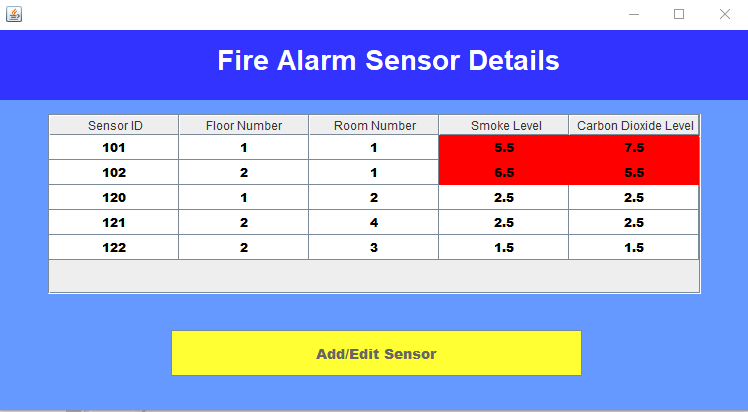 Fire Alarm Sensor Details
Sensor ID Floor Number Room Number Smoke Level Carbon Dioxide Level
101 1 1 5.5 7.5
102 2 1 6.5 5.5
120 1 2 2.5 2.5
121 2 4 2.5 2.5
122 2 3 1.5 1.5
Add/Edit Sensor